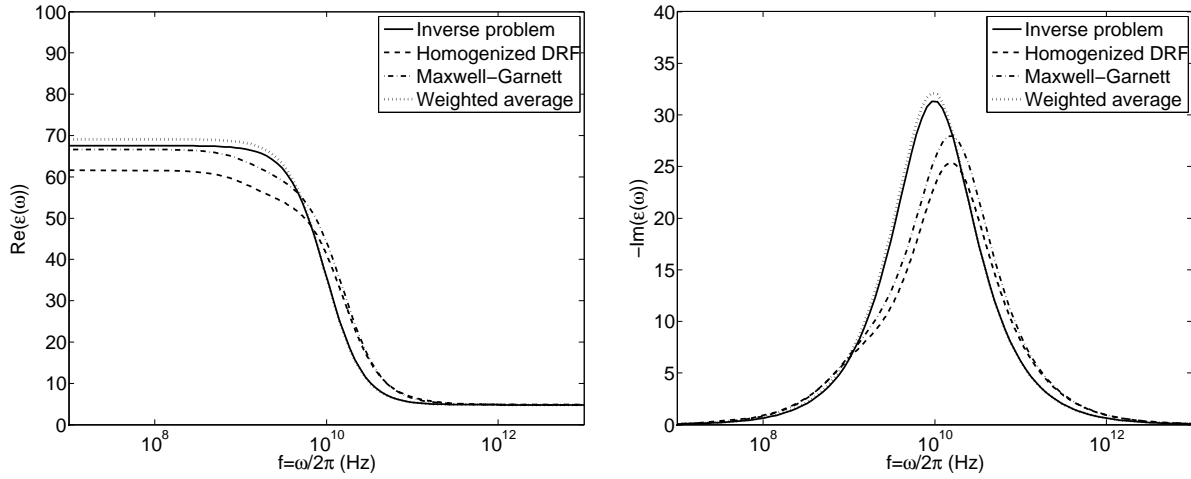 100
90
80
70
60
50
40
30
20
10
0
Re(ε(ω))
10^8
10^10
10^12
f=ω/2π (Hz)
Inverse problem
Homogenized DRF
Maxwell−Garnett
Weighted average
40
35
30
25
20
15
10
5
0
−Im(ε(ω))
10^8
10^10
10^12
f=ω/2π (Hz)
Inverse problem
Homogenized DRF
Maxwell−Garnett
Weighted average